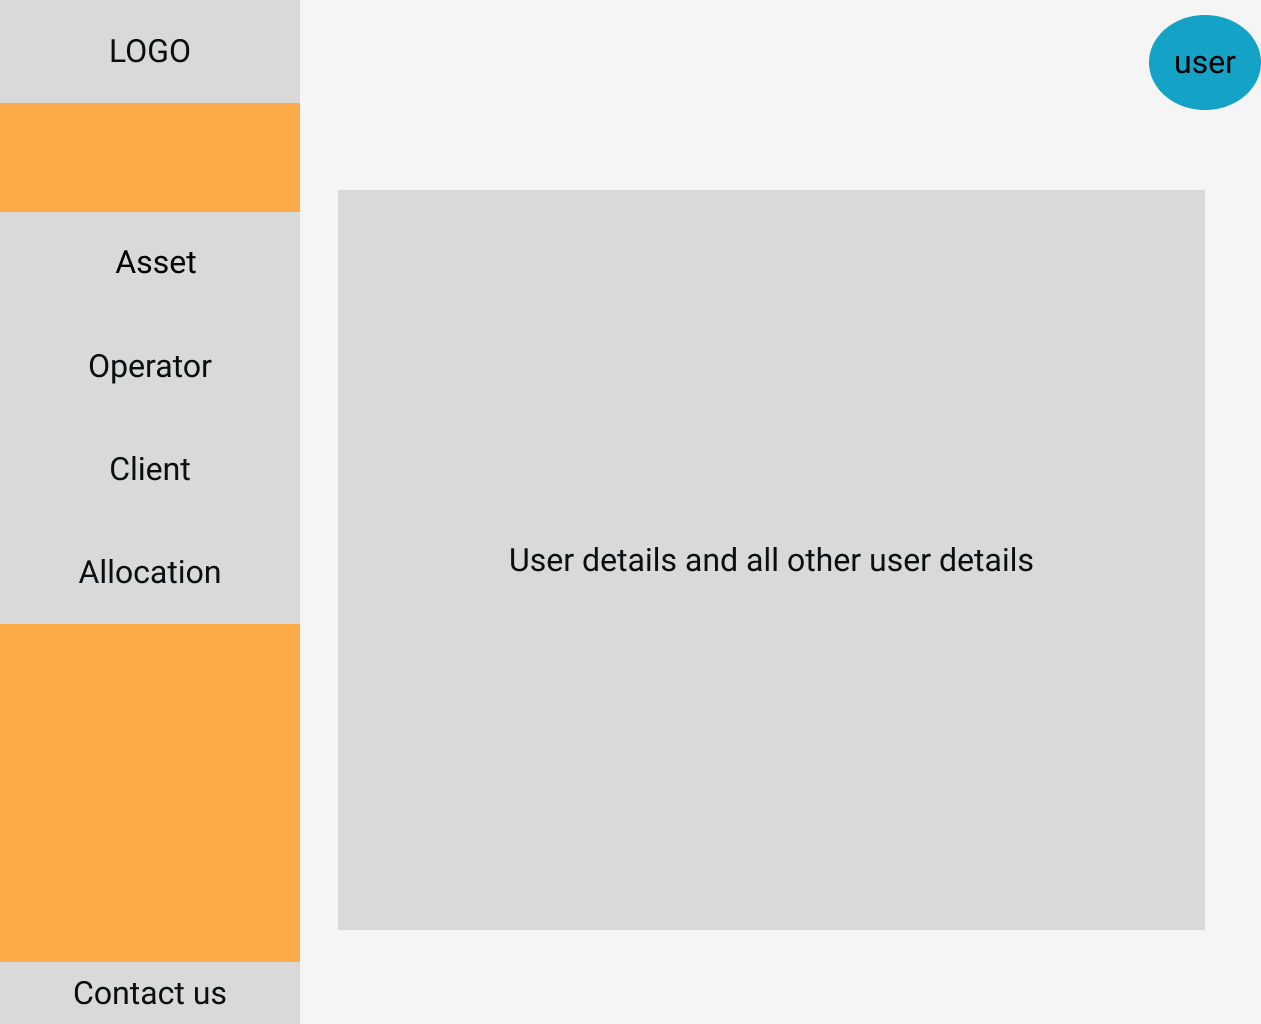 LOGO
user
Asset
Operator
Client
Allocation
User details and all other user details
Contact us